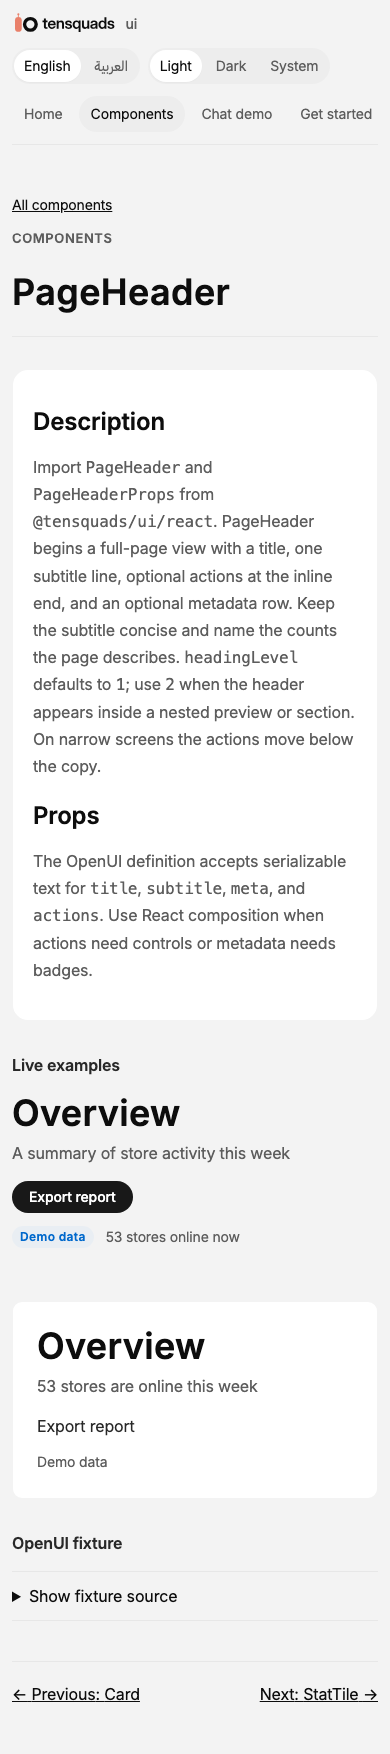 tensquads ui
English العربية Light Dark System
Home Components Chat demo Get started
All components
COMPONENTS
PageHeader
Description
Import PageHeader and
PageHeaderProps from
@tensquads/ui/react. PageHeader
begins a full-page view with a title, one
subtitle line, optional actions at the inline
end, and an optional metadata row. Keep
the subtitle concise and name the counts
the page describes. headingLevel
defaults to 1; use 2 when the header
appears inside a nested preview or section.
On narrow screens the actions move below
the copy.
Props
The OpenUI definition accepts serializable
text for title, subtitle, meta, and
actions. Use React composition when
actions need controls or metadata needs
badges.
Live examples
Overview
A summary of store activity this week
Export report
Demo data 53 stores online now
Overview
53 stores are online this week
Export report
Demo data
OpenUI fixture
▶ Show fixture source
← Previous: Card Next: StatTile →